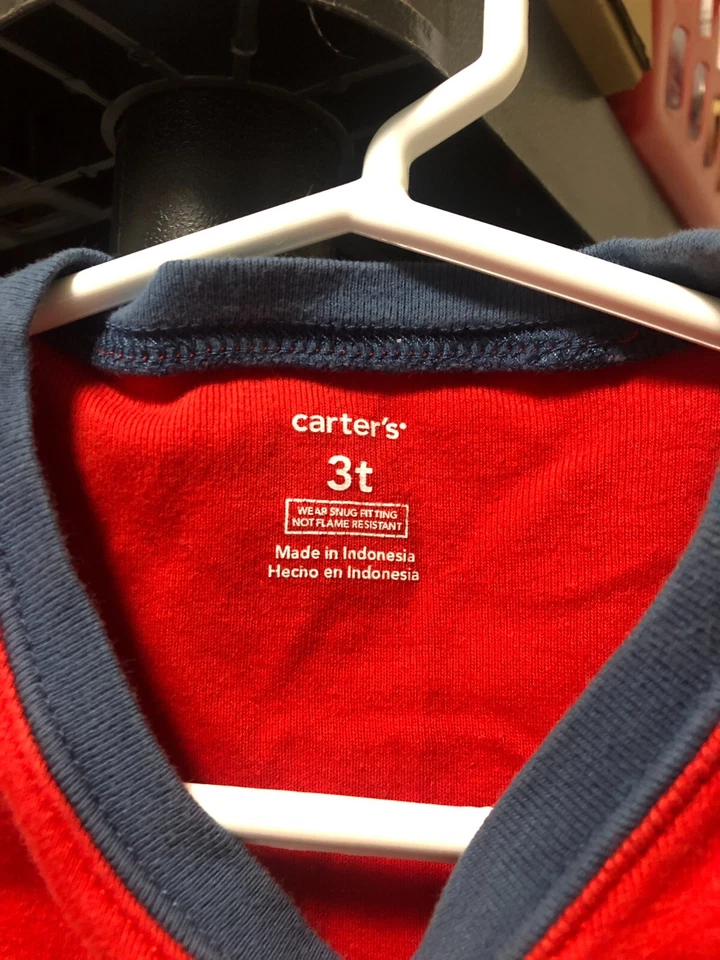 carter's
3t
WEAR SNUG FITTING
NOT FLAME RESISTANT
Made in Indonesia
Hecho en Indonesia